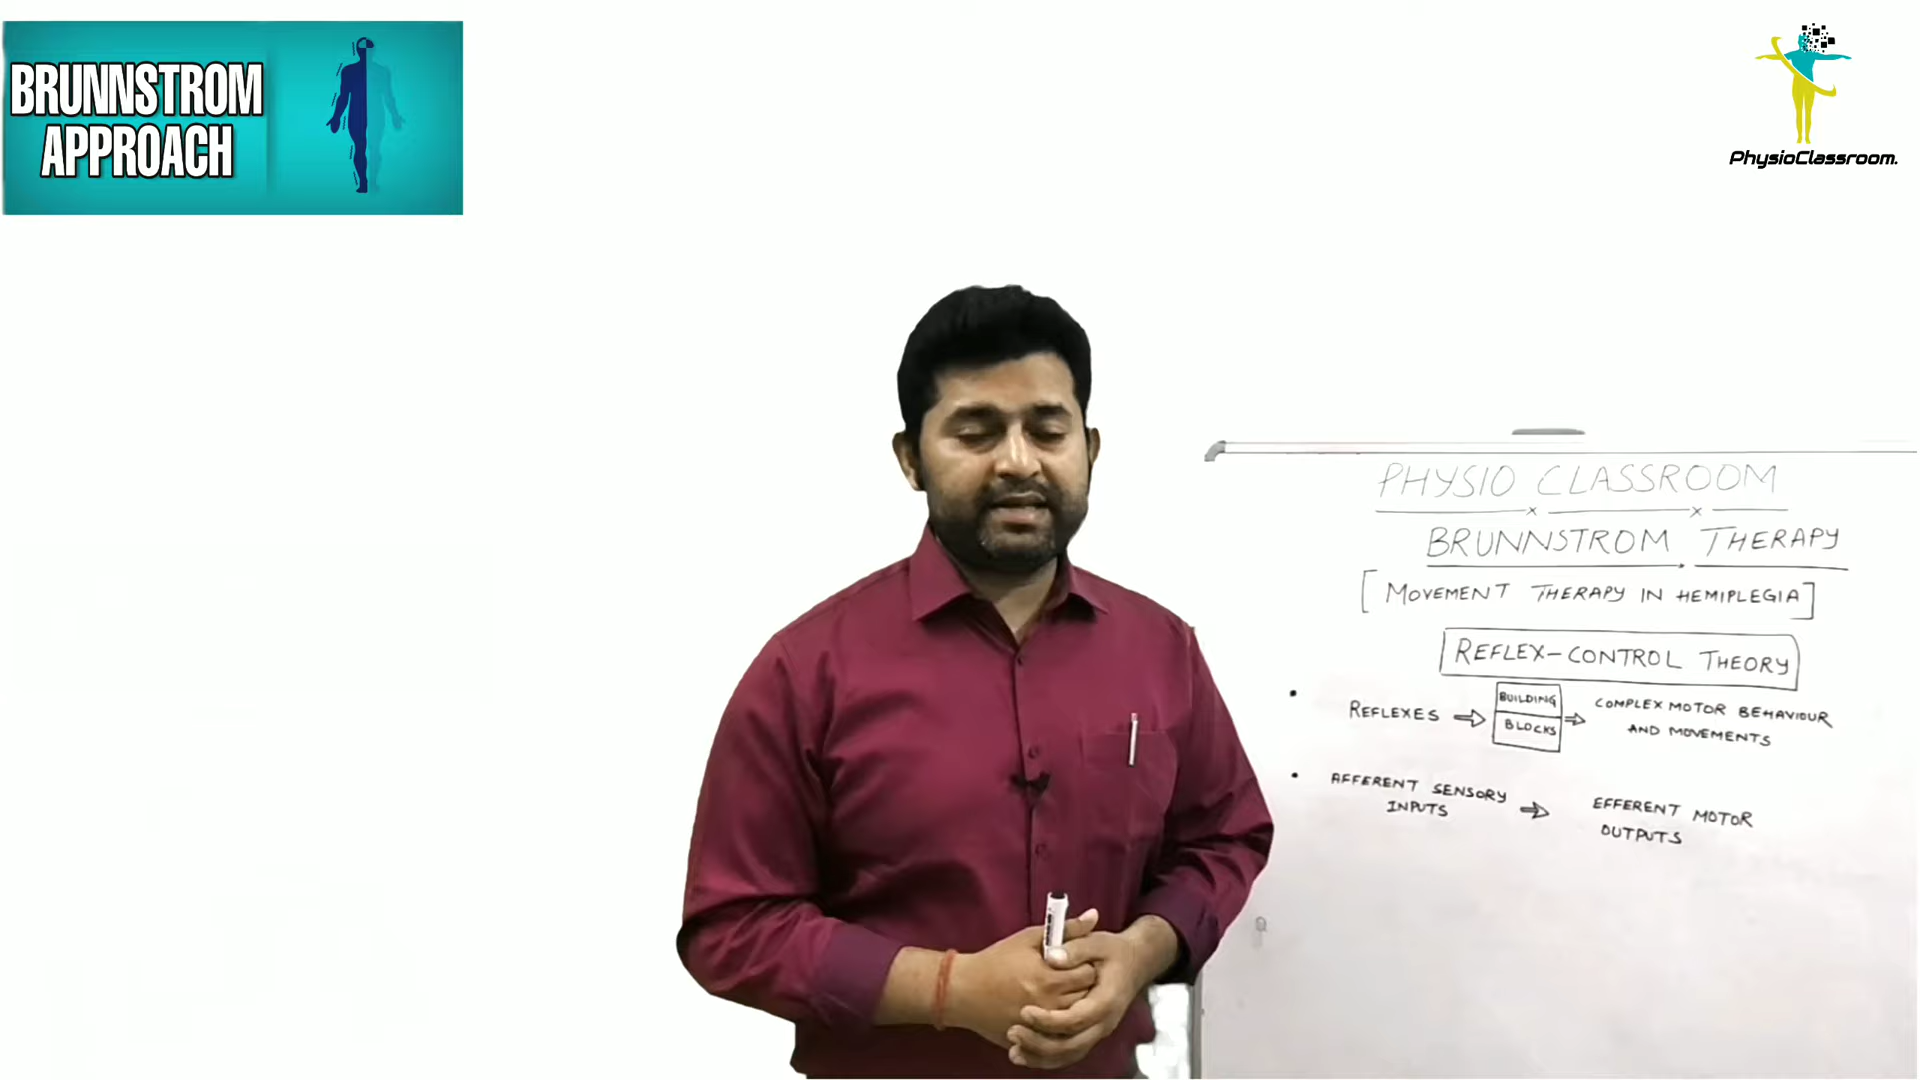 BRUNNSTROM
APPROACH
PhysioClassroom.
PHYSIO CLASSROOM
BRUNNSTROM THERAPY
[MOVEMENT THERAPY IN HEMIPLEGIA]
REFLEX-CONTROL THEORY
• REFLEXES ⇒ BUILDING BLOCKS ⇒ COMPLEX MOTOR BEHAVIOUR
AND MOVEMENTS
• AFFERENT SENSORY
INPUTS ⇒ EFFERENT MOTOR
OUTPUTS